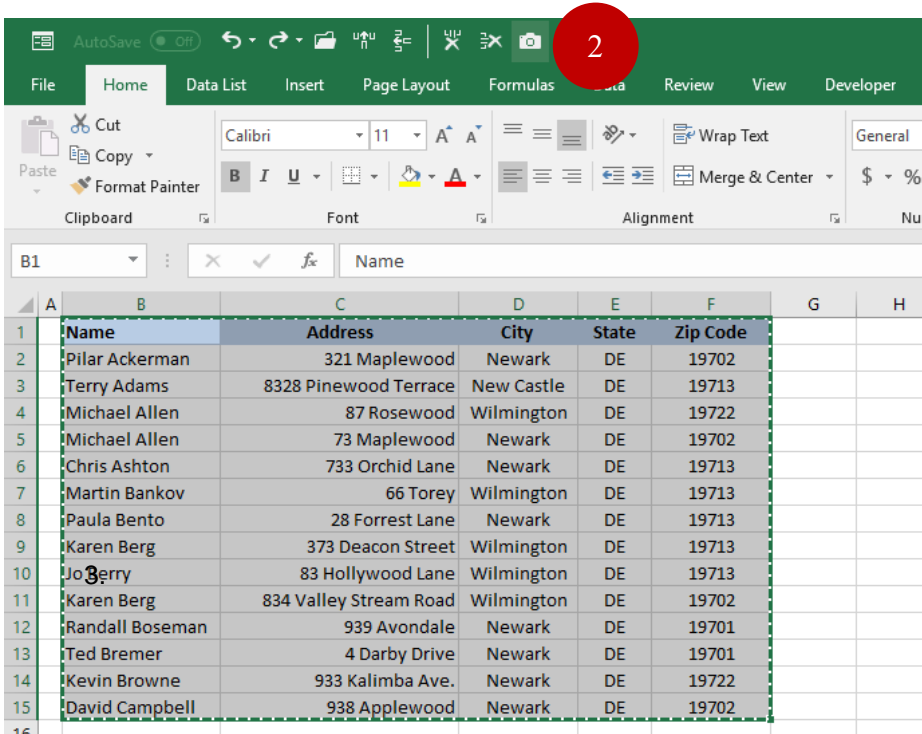 AutoSave Off 2
File Home Data List Insert Page Layout Formulas Data Review View Developer
Cut
Calibri 11 A A Wrap Text General
Copy
Paste
Format Painter B I U A Merge & Center $ %
Clipboard Font Alignment Nu
B1 fx Name
A B C D E F G H
1 Name Address City State Zip Code
2 Pilar Ackerman 321 Maplewood Newark DE 19702
3 Terry Adams 8328 Pinewood Terrace New Castle DE 19713
4 Michael Allen 87 Rosewood Wilmington DE 19722
5 Michael Allen 73 Maplewood Newark DE 19702
6 Chris Ashton 733 Orchid Lane Newark DE 19713
7 Martin Bankov 66 Torey Wilmington DE 19713
8 Paula Bento 28 Forrest Lane Newark DE 19713
9 Karen Berg 373 Deacon Street Wilmington DE 19713
10 Jo 3. erry 83 Hollywood Lane Wilmington DE 19713
11 Karen Berg 834 Valley Stream Road Wilmington DE 19702
12 Randall Boseman 939 Avondale Newark DE 19701
13 Ted Bremer 4 Darby Drive Newark DE 19701
14 Kevin Browne 933 Kalimba Ave. Newark DE 19722
15 David Campbell 938 Applewood Newark DE 19702